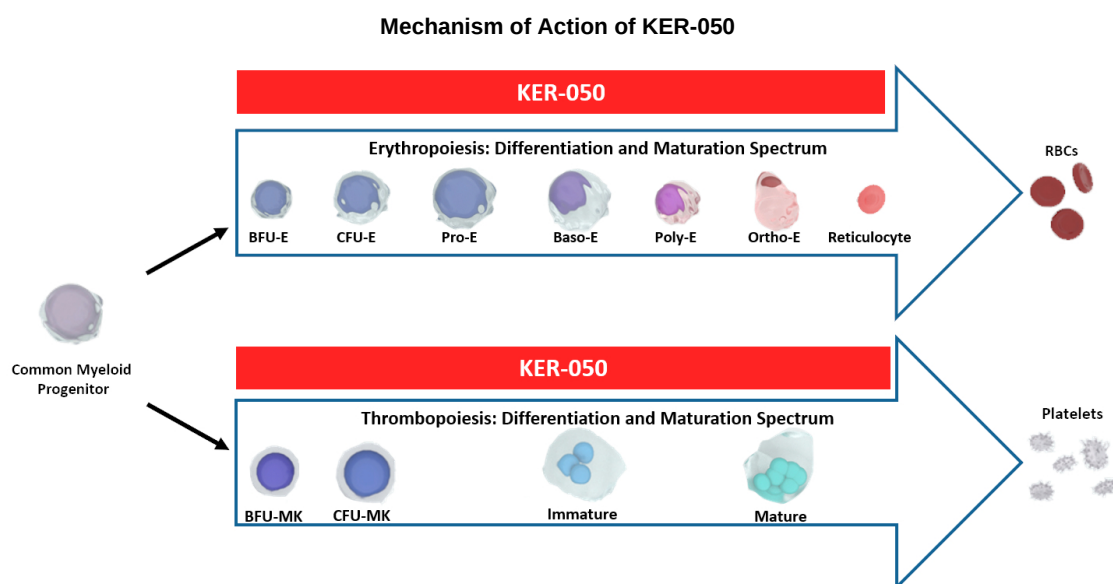 Mechanism of Action of KER-050
KER-050
Erythropoiesis: Differentiation and Maturation Spectrum
BFU-E
CFU-E
Pro-E
Baso-E
Poly-E
Ortho-E
Reticulocyte
RBCs
Common Myeloid
Progenitor
KER-050
Thrombopoiesis: Differentiation and Maturation Spectrum
BFU-MK
CFU-MK
Immature
Mature
Platelets